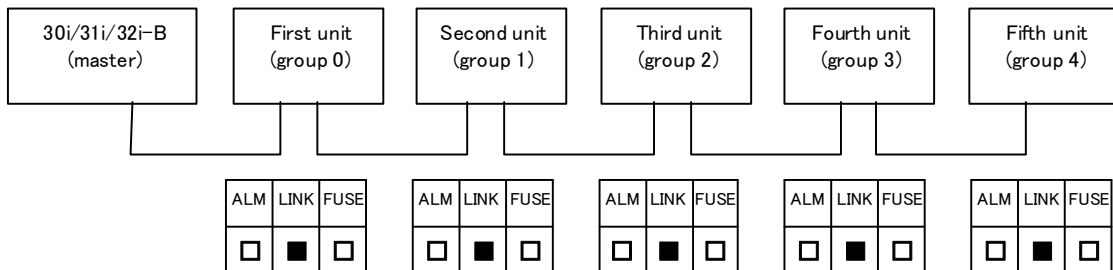 30i/31i/32i-B
(master)
First unit
(group 0)
Second unit
(group 1)
Third unit
(group 2)
Fourth unit
(group 3)
Fifth unit
(group 4)
ALM LINK FUSE
ALM LINK FUSE
ALM LINK FUSE
ALM LINK FUSE
ALM LINK FUSE